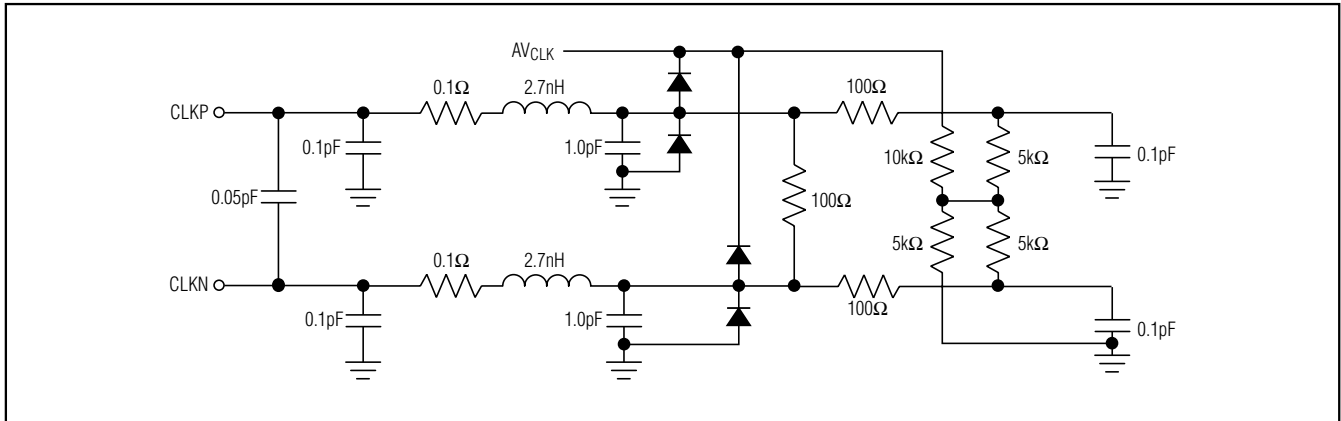 AVCLK
0.1Ω
2.7nH
100Ω
CLKP
0.1pF
1.0pF
10kΩ
5kΩ
0.1pF
0.05pF
100Ω
5kΩ
5kΩ
0.1Ω
2.7nH
CLKN
100Ω
0.1pF
1.0pF
0.1pF